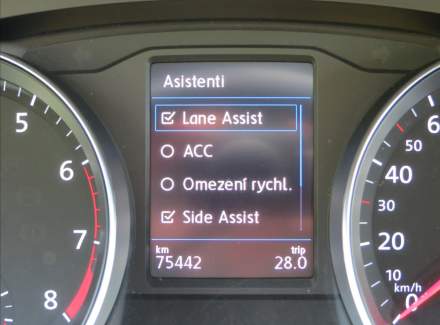 Asistenti
Lane Assist
ACC
Omezení rychl.
Side Assist
km trip
75442 28.0
5
6
7
8
6
50
40
30
20
10
km/h
0